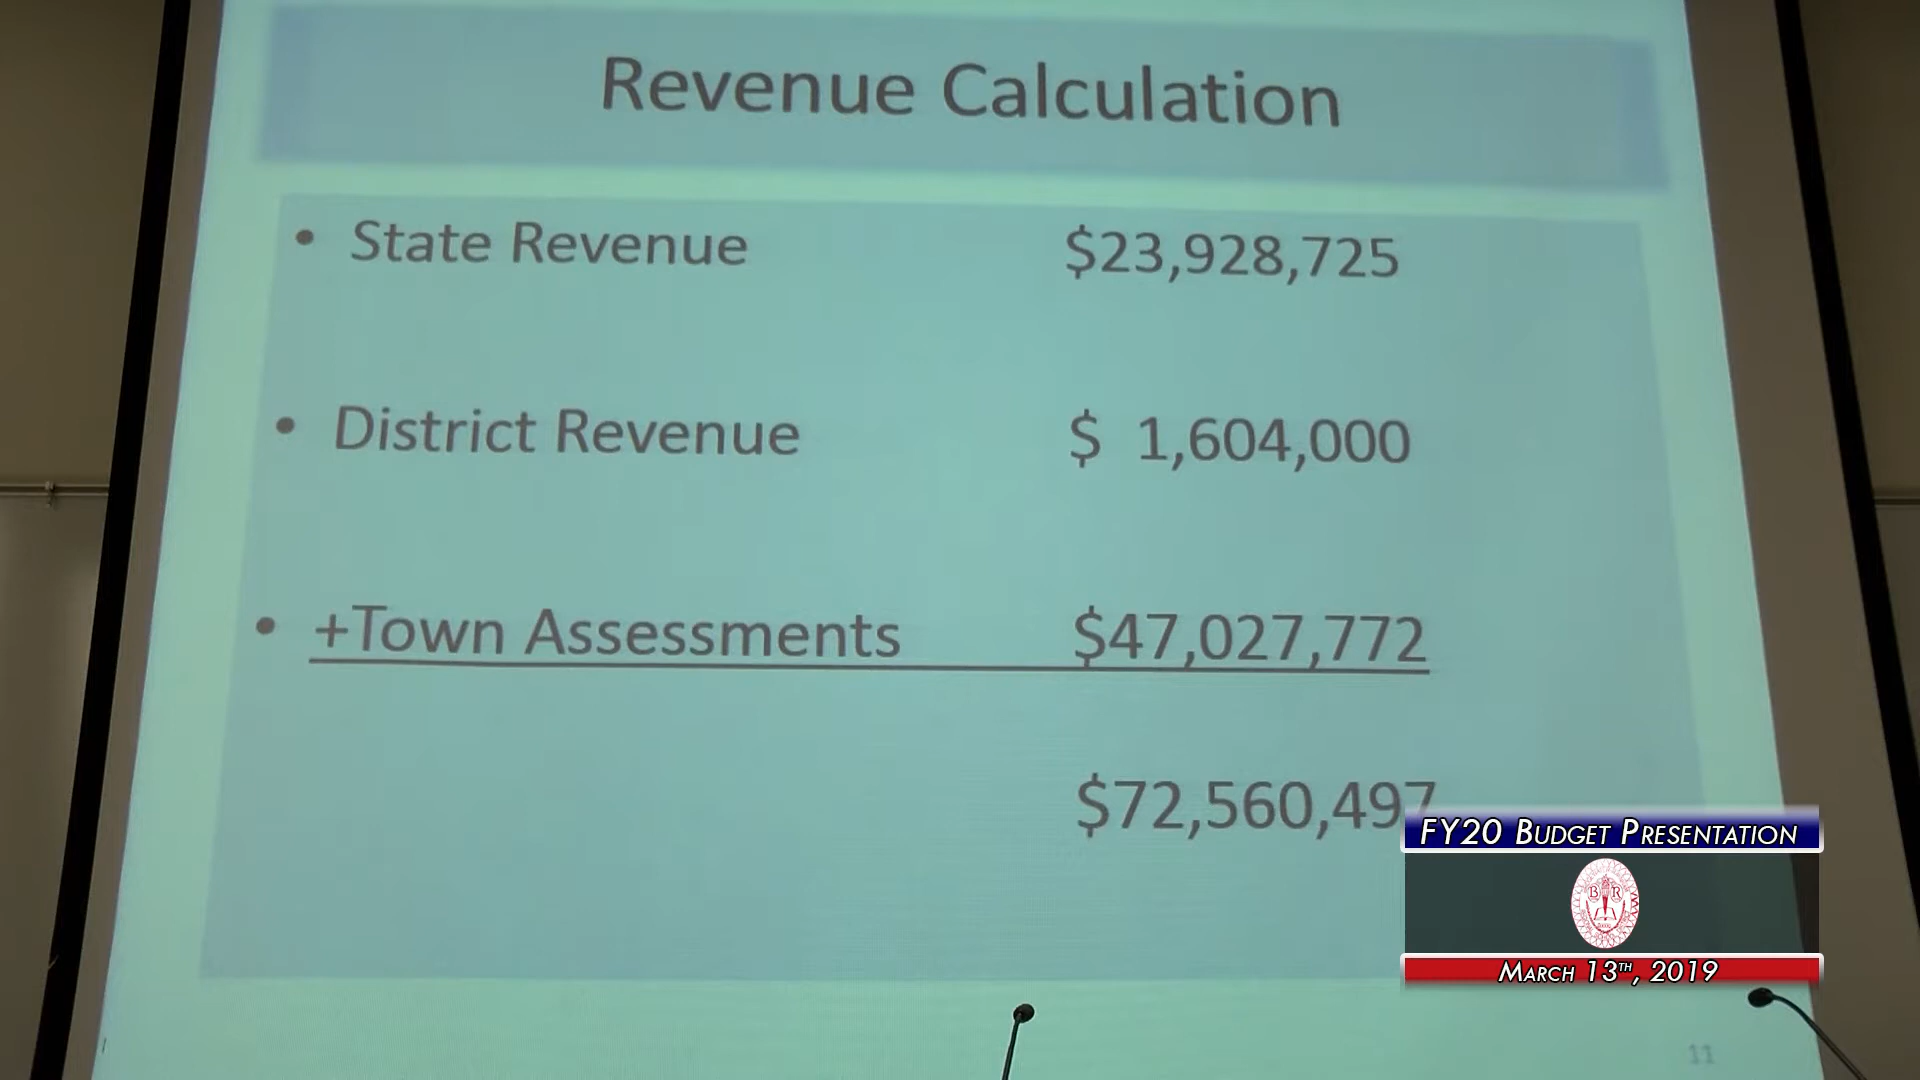 Revenue Calculation
• State Revenue $23,928,725
• District Revenue $ 1,604,000
• +Town Assessments $47,027,772
$72,560,497
FY20 BUDGET PRESENTATION
B R
MARCH 13TH, 2019
11